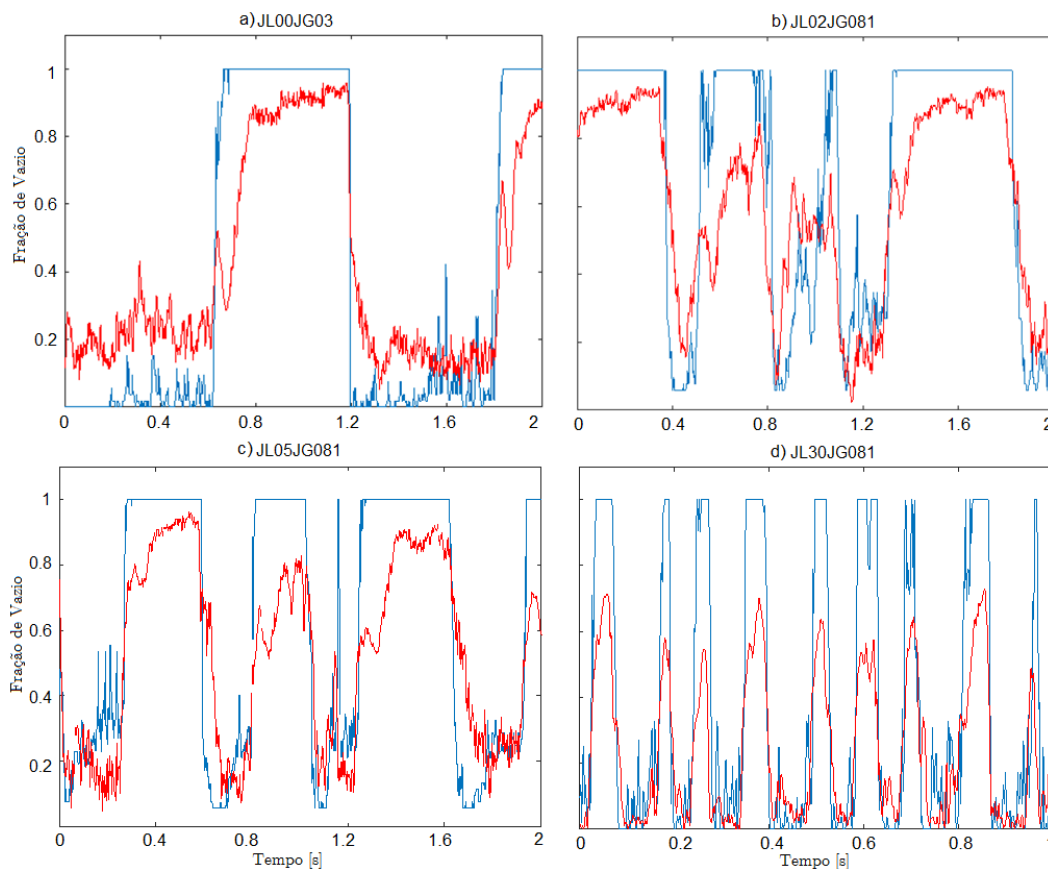 a) JL00JG03
b) JL02JG081
Fração de Vazio
1
0.8
0.6
0.4
0.2
0 0.4 0.8 1.2 1.6 2
0 0.4 0.8 1.2 1.6 2
c) JL05JG081
d) JL30JG081
Fração de Vazio
1
0.8
0.6
0.4
0.2
0 0.4 0.8 1.2 1.6 2
0 0.2 0.4 0.6 0.8 1
Tempo [s]
Tempo [s]